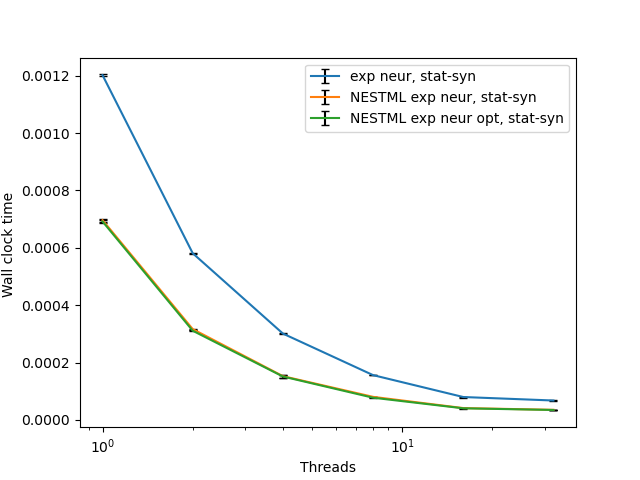 exp neur, stat-syn
NESTML exp neur, stat-syn
NESTML exp neur opt, stat-syn
0.0012
0.0010
0.0008
0.0006
0.0004
0.0002
0.0000
Wall clock time
10⁰
10¹
Threads